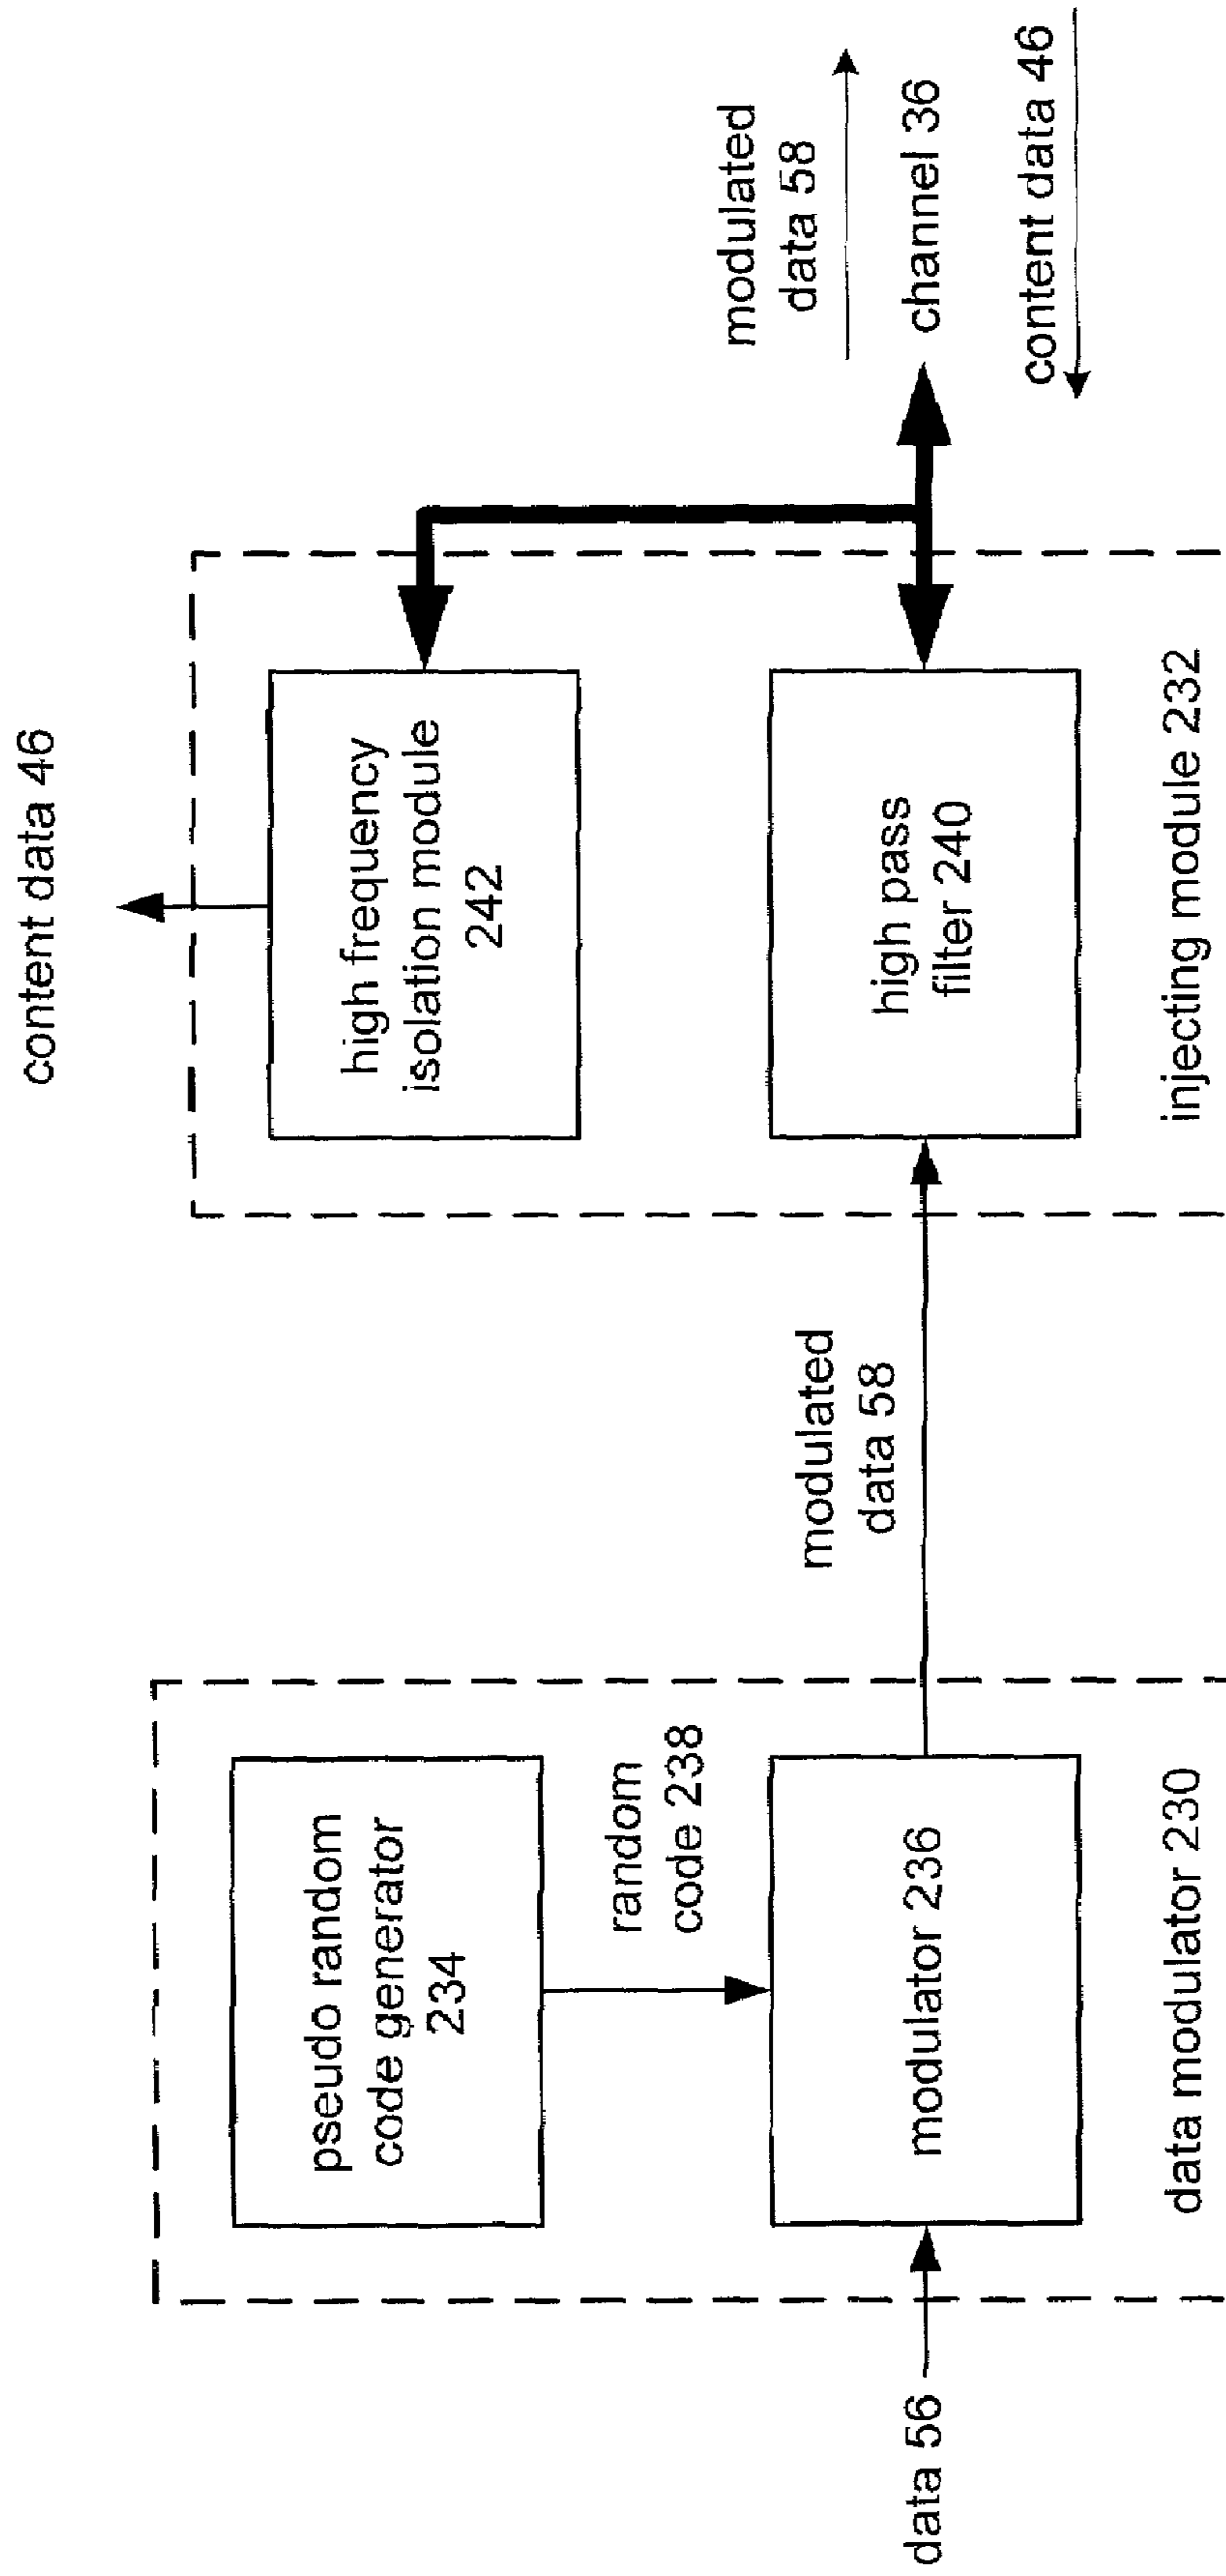 content data 46
pseudo random
code generator
234
random
code 238
data 56
modulator 236
data modulator 230
modulated
data 58
high frequency
isolation module
242
high pass
filter 240
injecting module 232
modulated
data 58
channel 36
content data 46